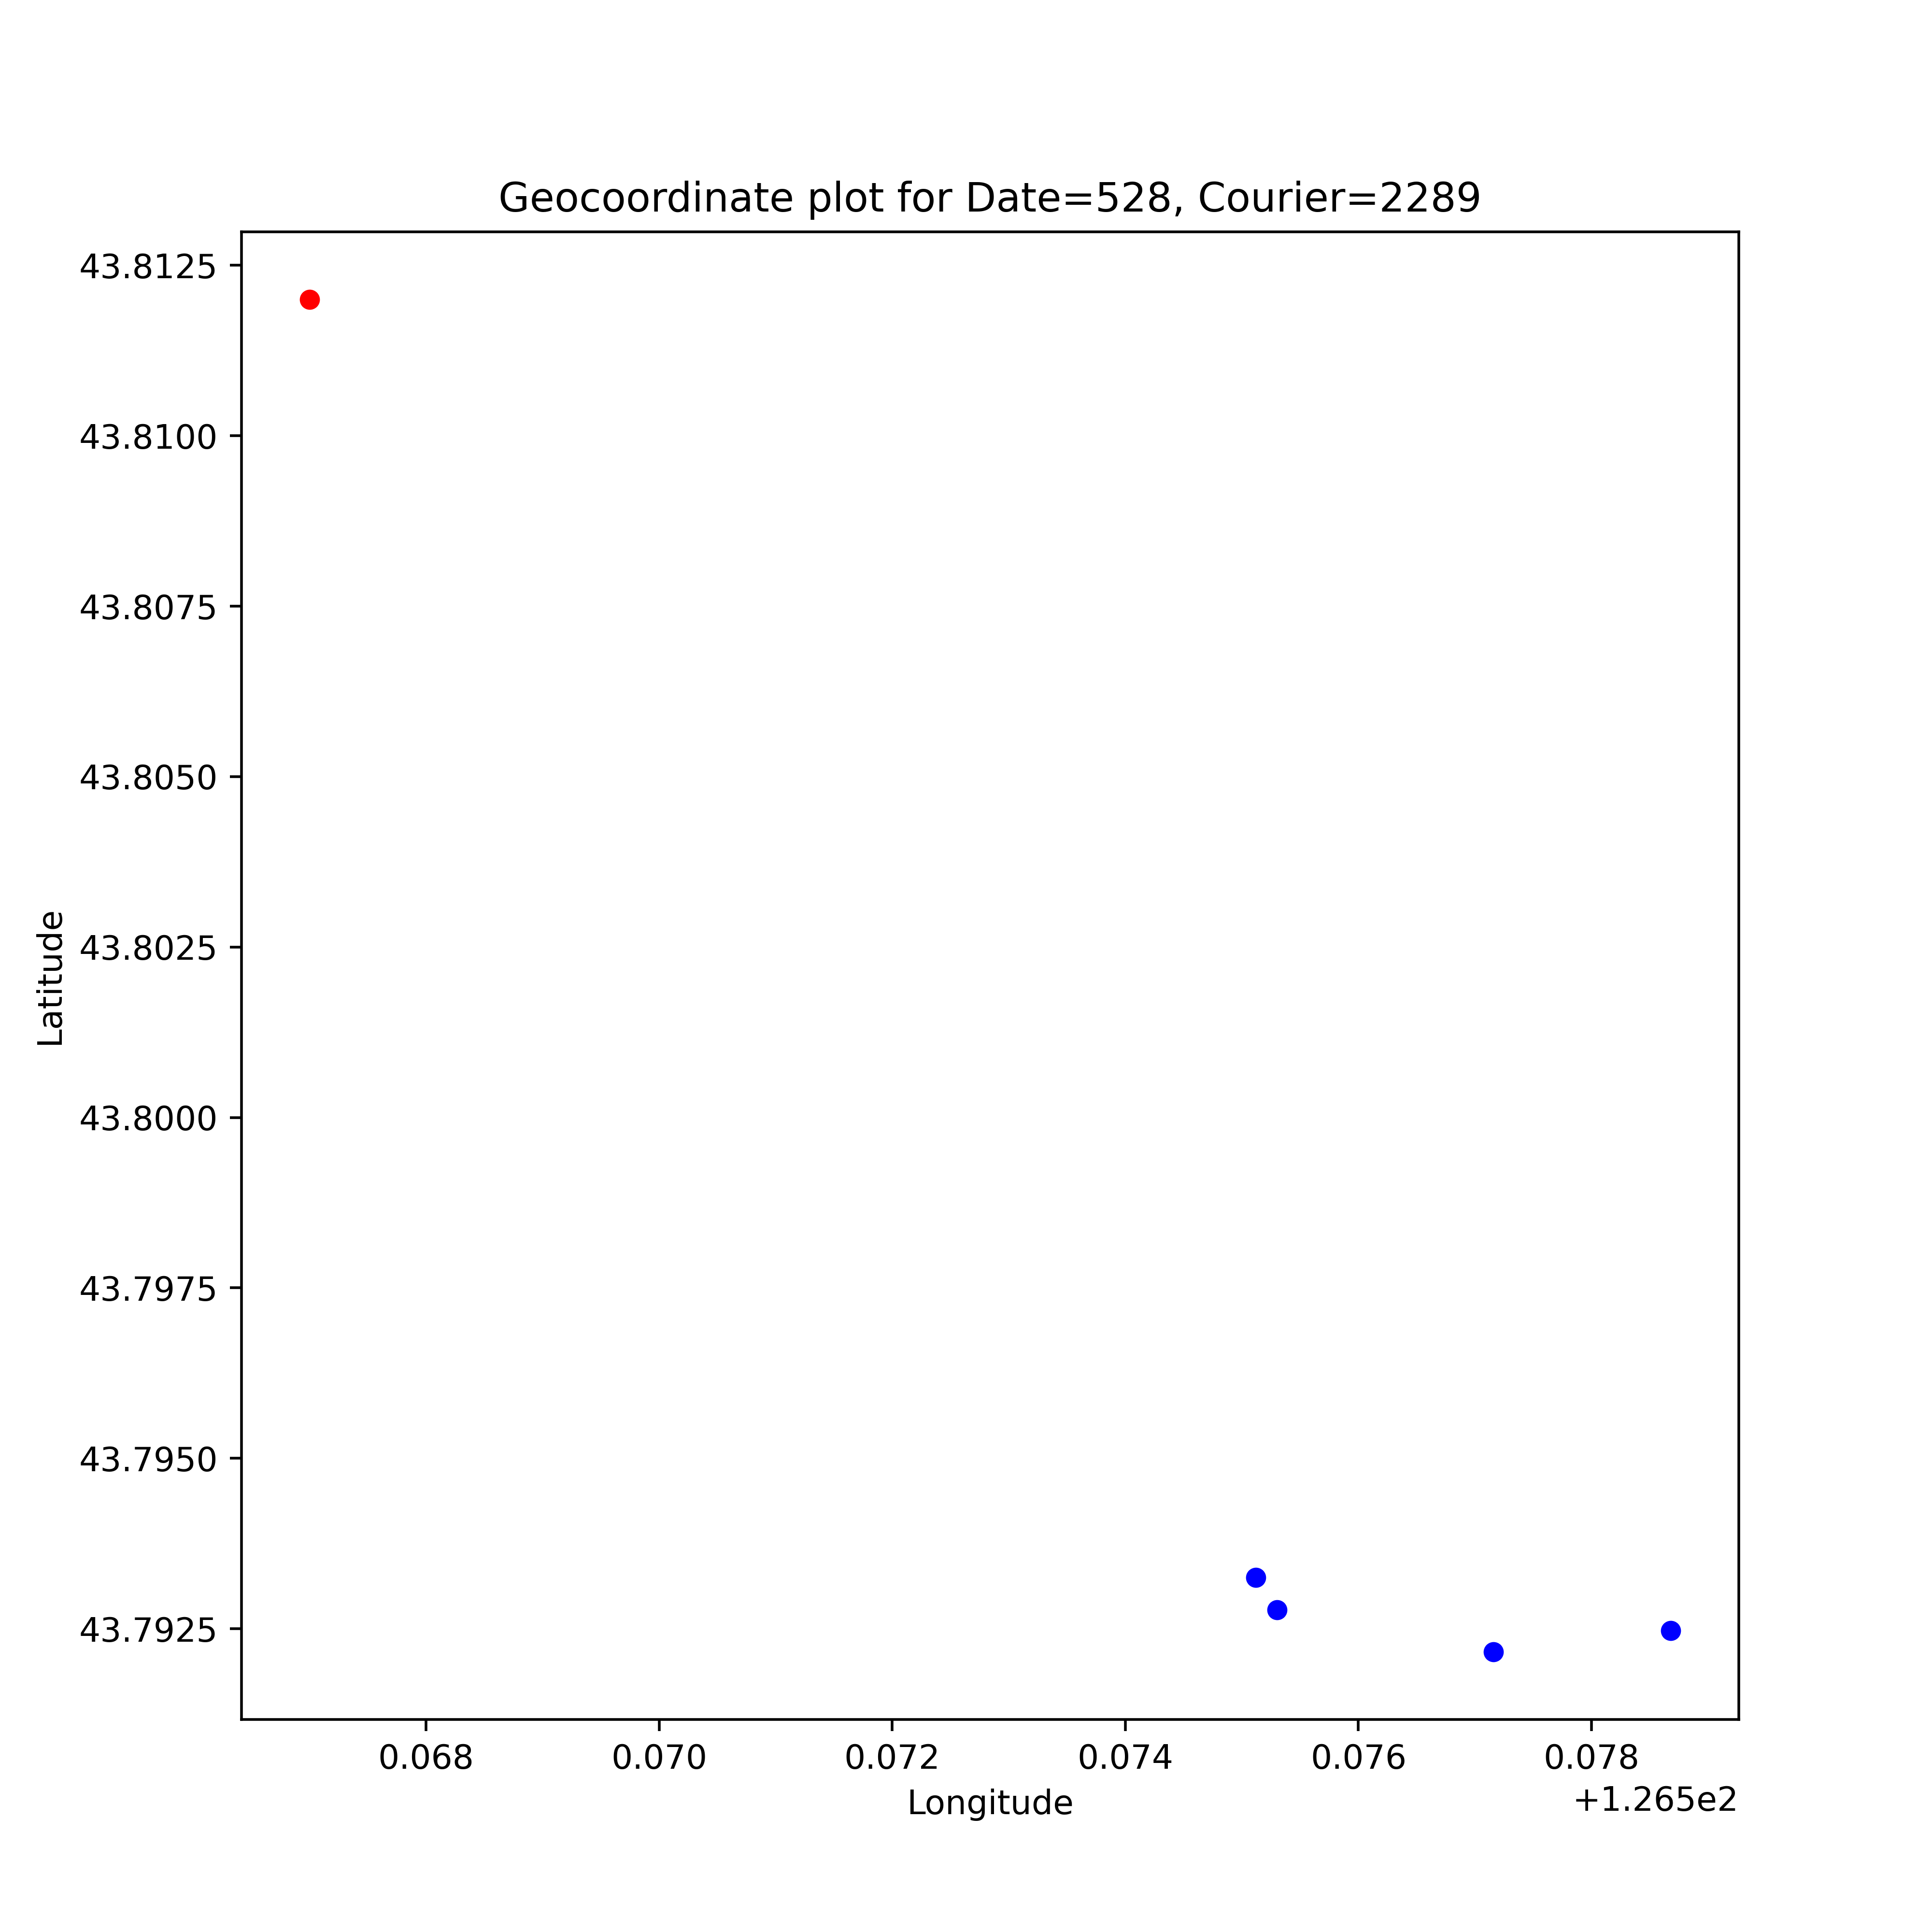 Geocoordinate plot for Date=528, Courier=2289
43.8125
43.8100
43.8075
43.8050
43.8025
43.8000
43.7975
43.7950
43.7925
Latitude
0.068 0.070 0.072 0.074 0.076 0.078
+1.265e2
Longitude